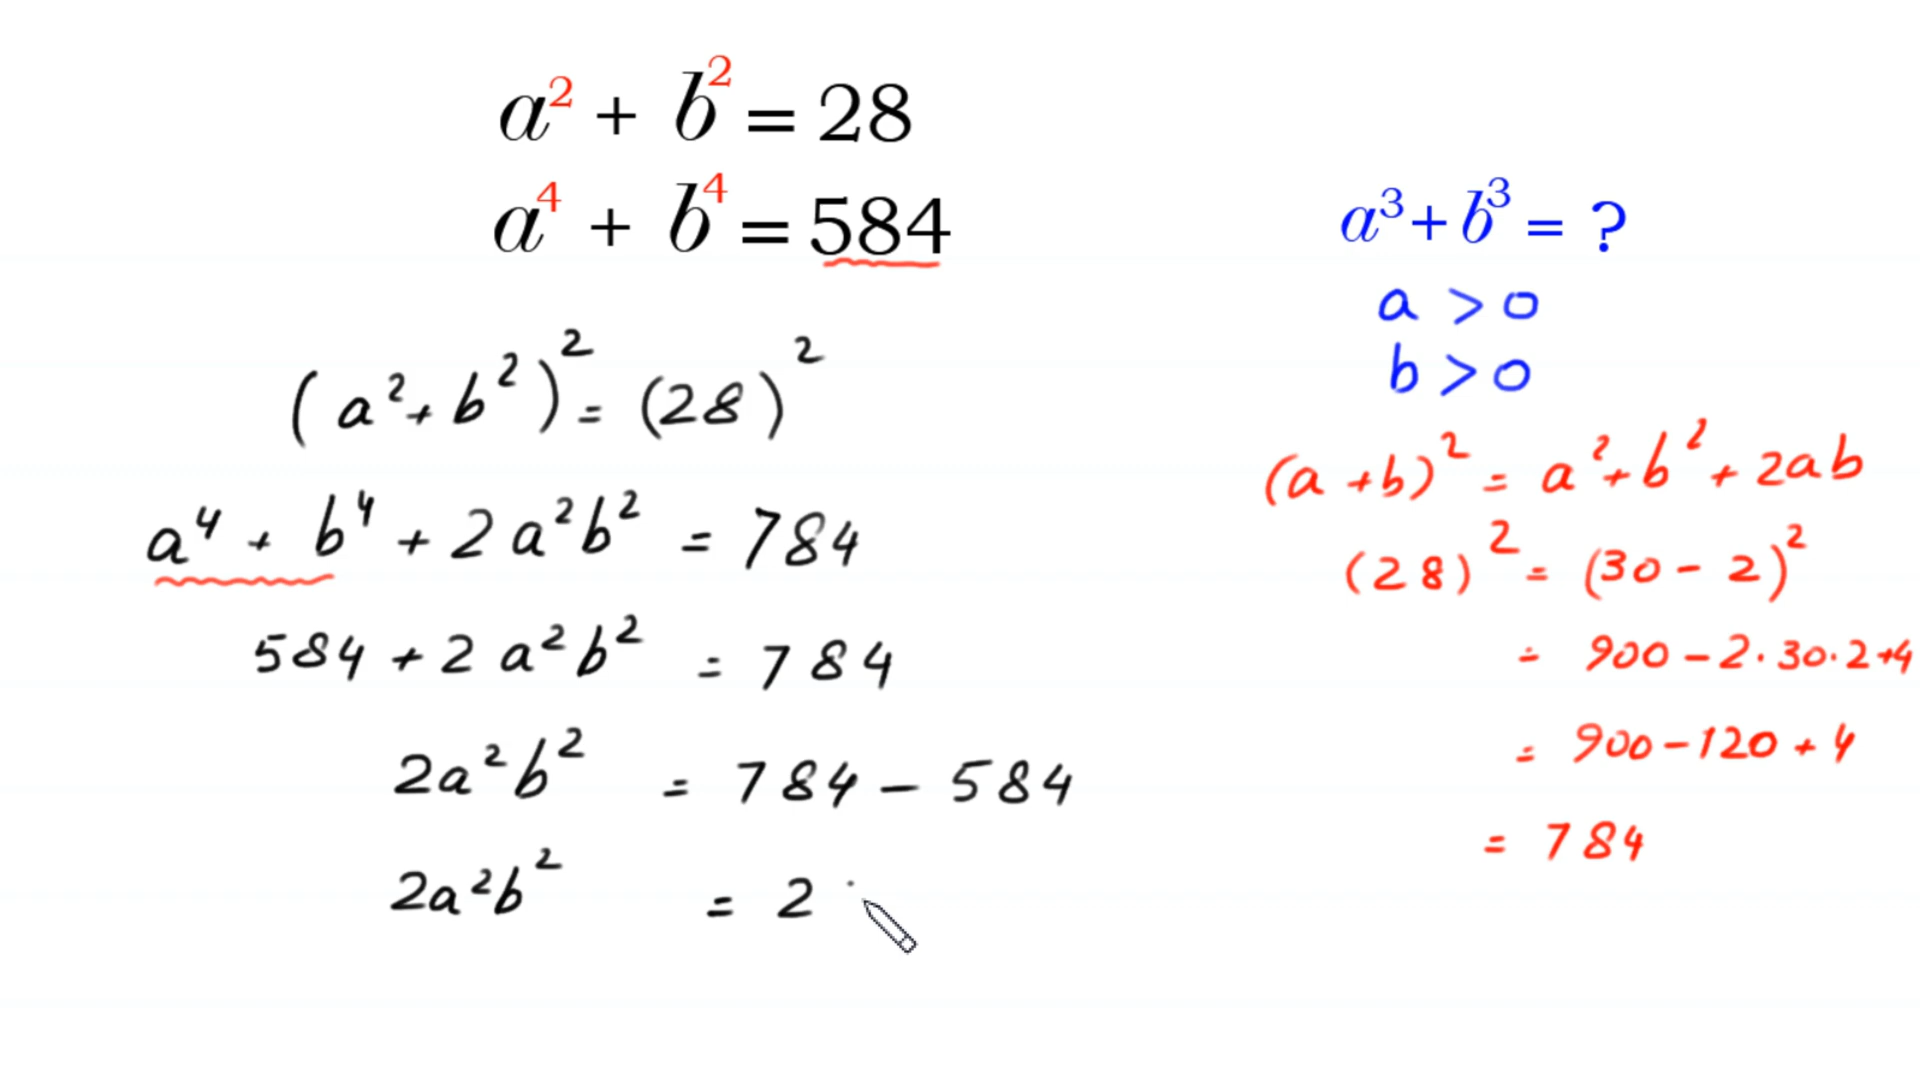 a² + b² = 28
a⁴ + b⁴ = 584
(a² + b²)² = (28)²
a⁴ + b⁴ + 2a²b² = 784
584 + 2a²b² = 784
2a²b² = 784 - 584
2a²b² = 2
a³ + b³ = ?
a > 0
b > 0
(a + b)² = a² + b² + 2ab
(28)² = (30 - 2)²
= 900 - 2·30·2 + 4
= 900 - 120 + 4
= 784